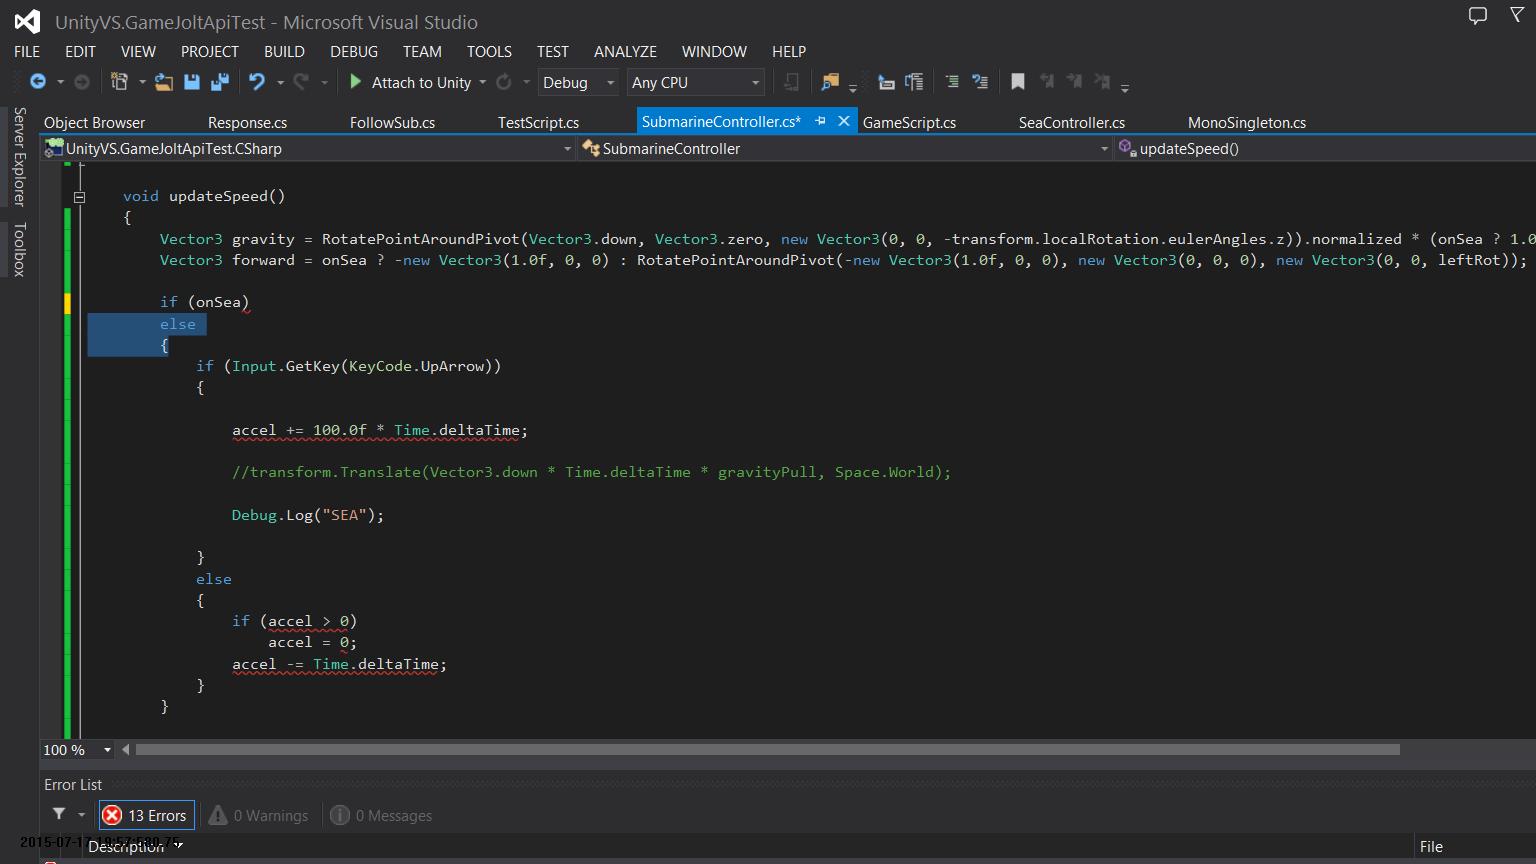 UnityVS.GameJoltApiTest - Microsoft Visual Studio
FILE EDIT VIEW PROJECT BUILD DEBUG TEAM TOOLS TEST ANALYZE WINDOW HELP
Attach to Unity Debug Any CPU
Server Explorer
Toolbox
Object Browser Response.cs FollowSub.cs TestScript.cs SubmarineController.cs* GameScript.cs SeaController.cs MonoSingleton.cs
UnityVS.GameJoltApiTest.CSharp SubmarineController updateSpeed()
void updateSpeed()
{
Vector3 gravity = RotatePointAroundPivot(Vector3.down, Vector3.zero, new Vector3(0, 0, -transform.localRotation.eulerAngles.z)).normalized * (onSea ? 1.0
Vector3 forward = onSea ? -new Vector3(1.0f, 0, 0) : RotatePointAroundPivot(-new Vector3(1.0f, 0, 0), new Vector3(0, 0, 0), new Vector3(0, 0, leftRot));
if (onSea)
else
{
if (Input.GetKey(KeyCode.UpArrow))
{
accel += 100.0f * Time.deltaTime;
//transform.Translate(Vector3.down * Time.deltaTime * gravityPull, Space.World);
Debug.Log("SEA");
}
else
{
if (accel > 0)
accel = 0;
accel -= Time.deltaTime;
}
}
100 %
Error List
13 Errors 0 Warnings 0 Messages
Description File